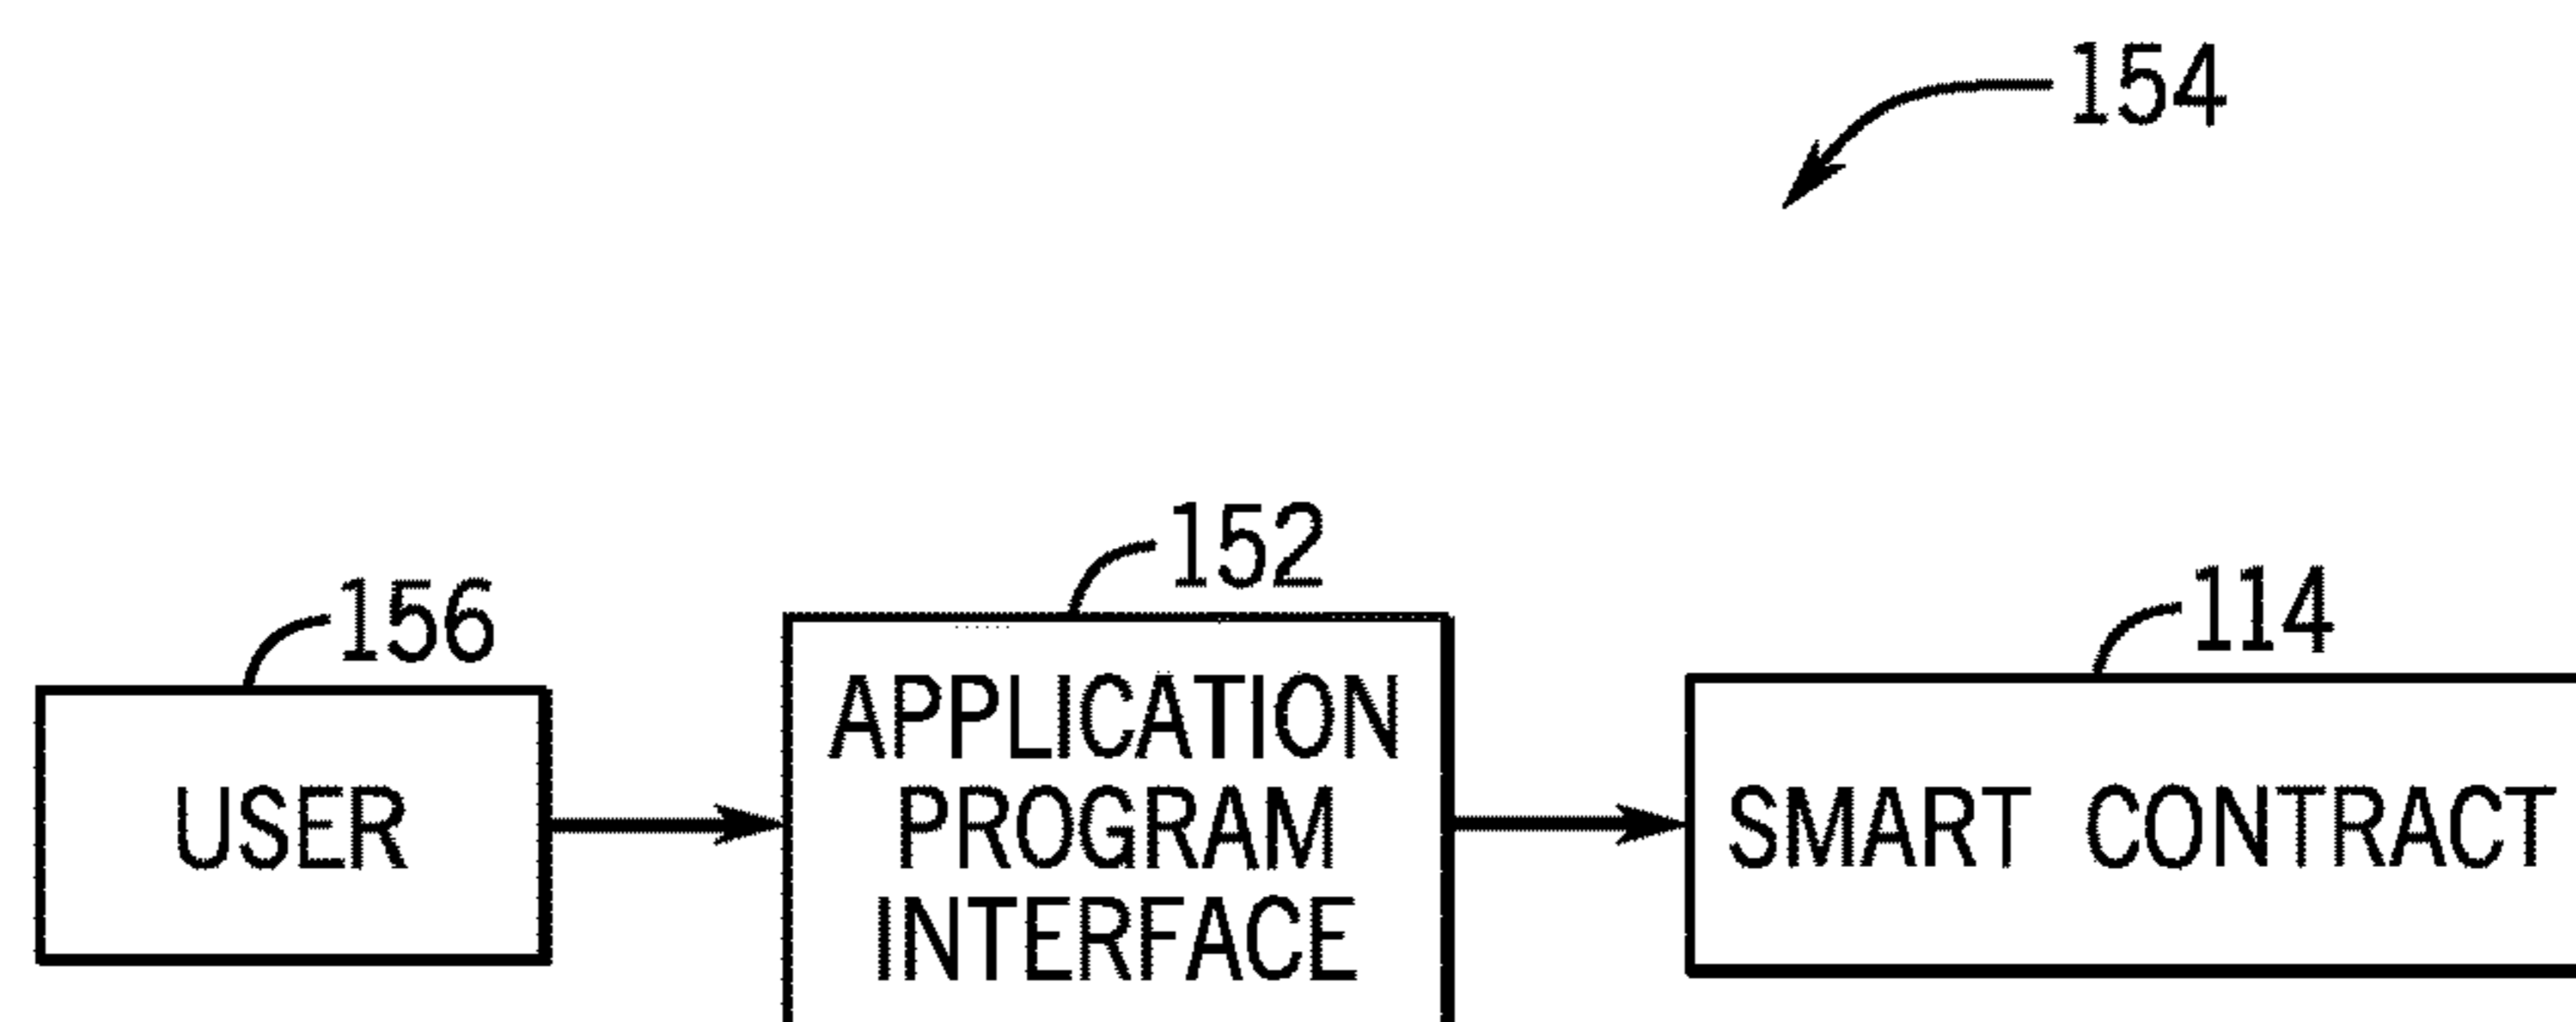 154
152
156
114
APPLICATION
PROGRAM
INTERFACE
USER
SMART CONTRACT